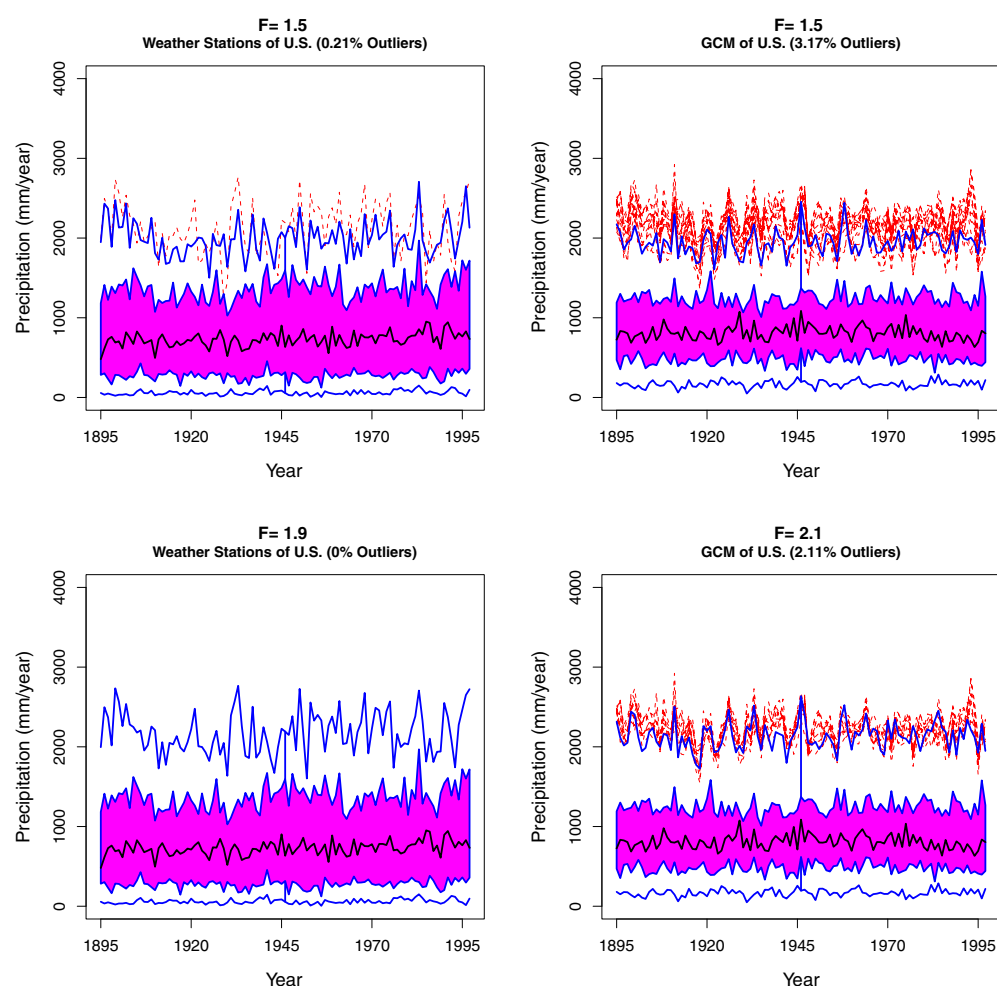 F= 1.5
Weather Stations of U.S. (0.21% Outliers)
Precipitation (mm/year)
4000
3000
2000
1000
0
1895
1920
1945
1970
1995
Year
F= 1.5
GCM of U.S. (3.17% Outliers)
Precipitation (mm/year)
4000
3000
2000
1000
0
1895
1920
1945
1970
1995
Year
F= 1.9
Weather Stations of U.S. (0% Outliers)
Precipitation (mm/year)
4000
3000
2000
1000
0
1895
1920
1945
1970
1995
Year
F= 2.1
GCM of U.S. (2.11% Outliers)
Precipitation (mm/year)
4000
3000
2000
1000
0
1895
1920
1945
1970
1995
Year